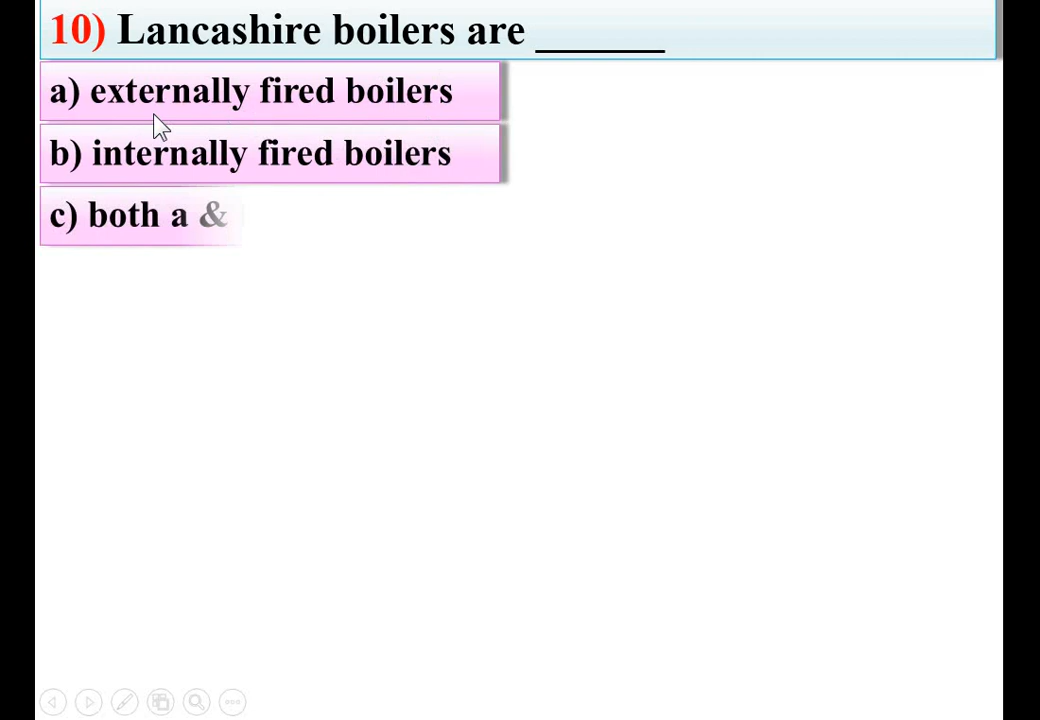 10) Lancashire boilers are _______
a) externally fired boilers
b) internally fired boilers
c) both a &